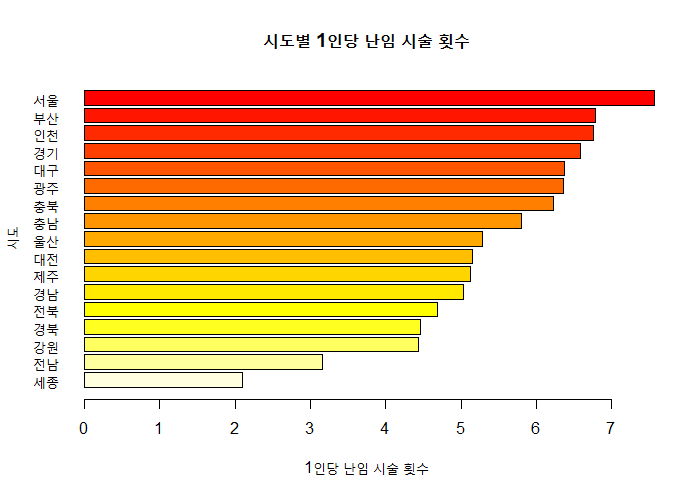 시도별 1인당 난임 시술 횟수
서울
부산
인천
경기
대구
광주
충북
충남
울산
대전
제주
경남
전북
경북
강원
전남
세종
시도
0 1 2 3 4 5 6 7
1인당 난임 시술 횟수